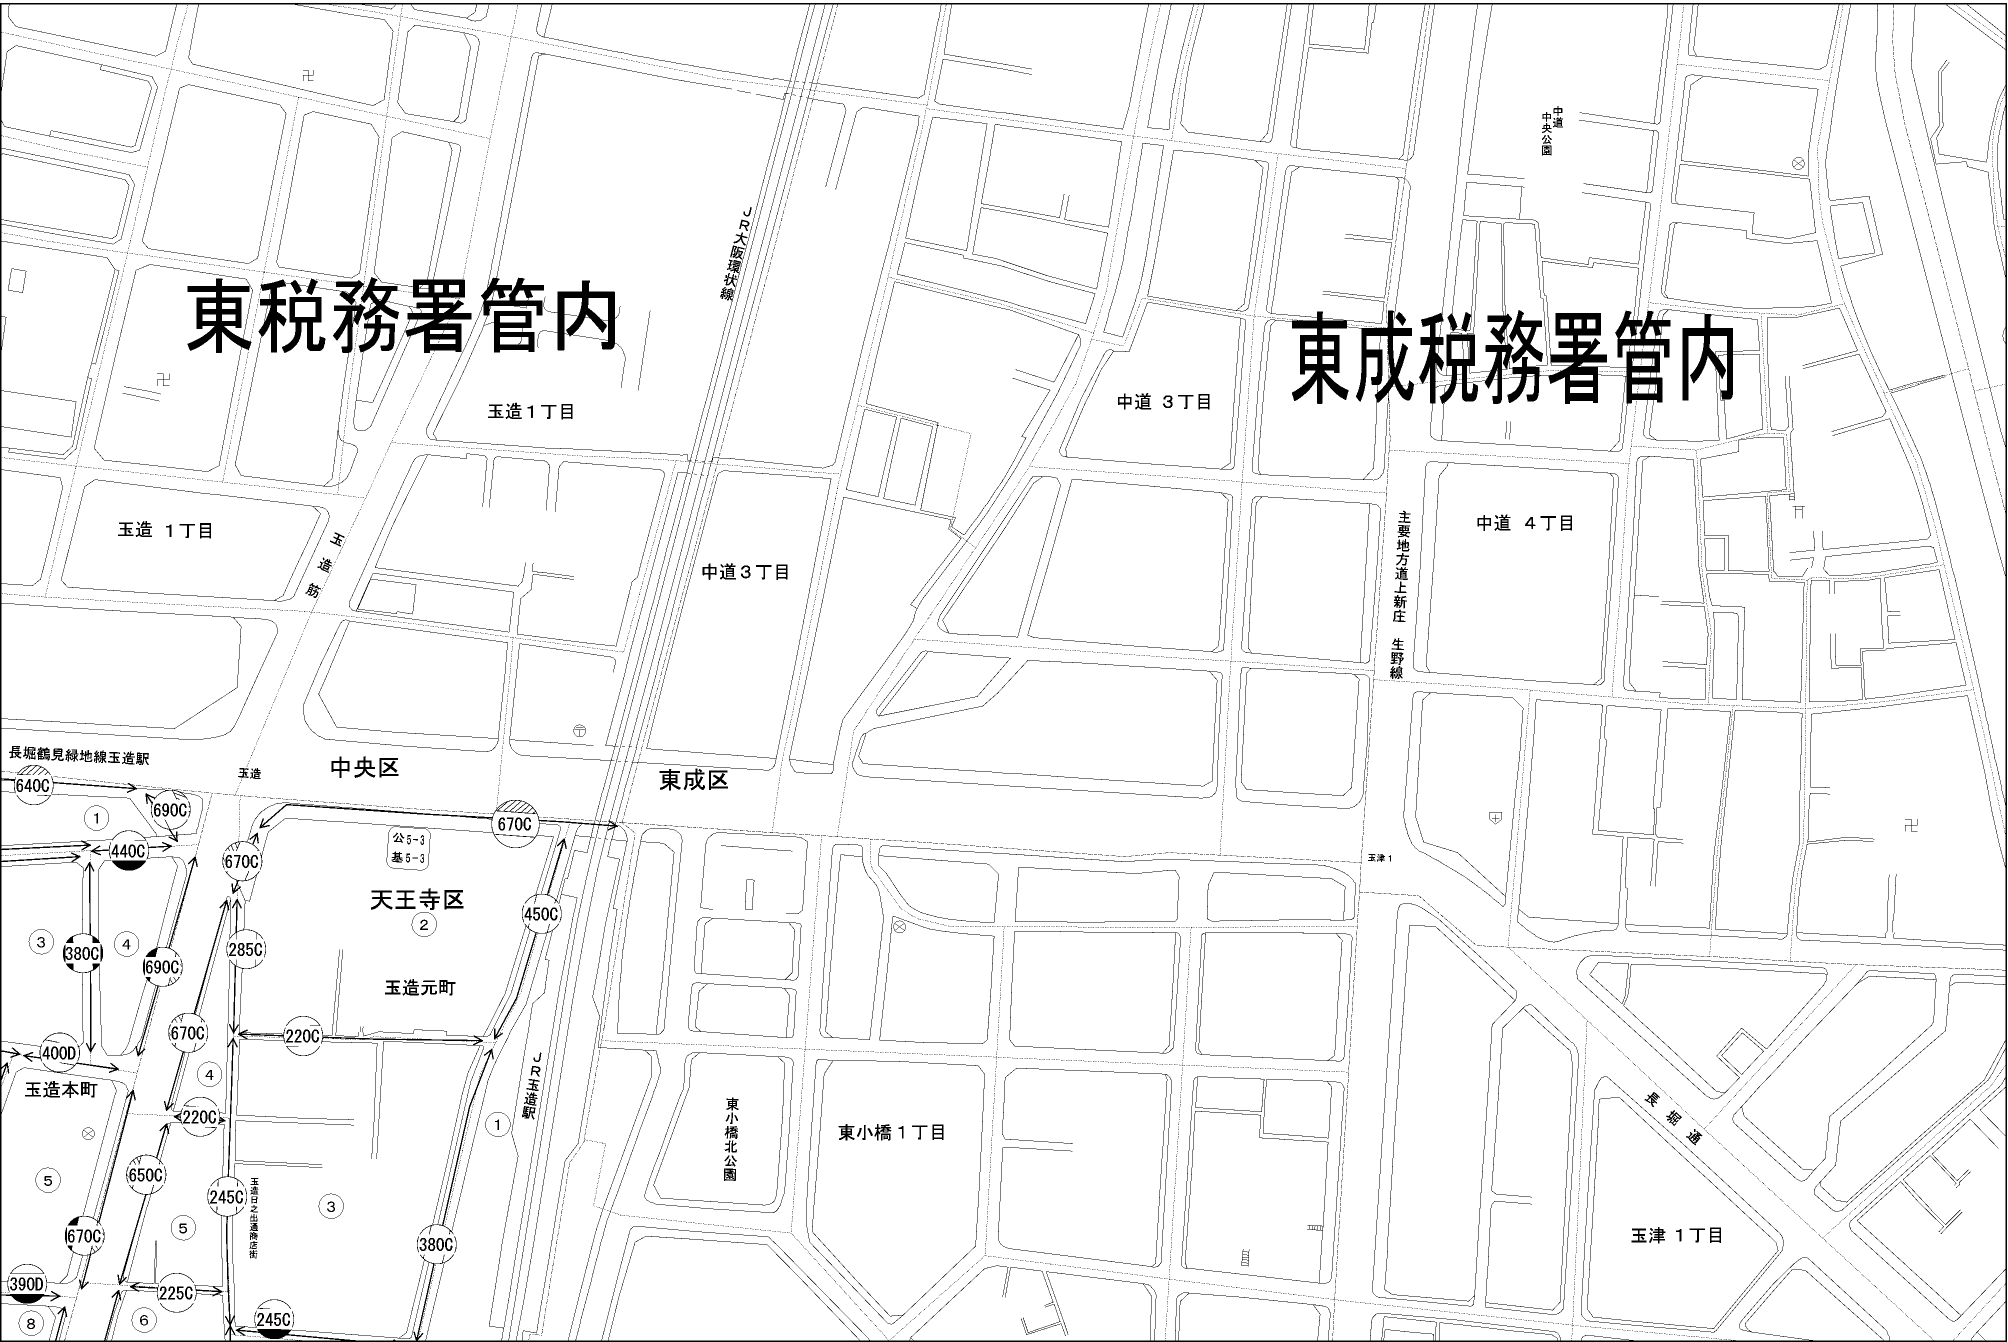 中道
中央公園
JR大阪環状線
東税務署管内
東成税務署管内
玉造1丁目
中道 3丁目
玉造 1丁目
玉造筋
中道3丁目
主要地方道上新庄 生野線
中道 4丁目
長堀鶴見緑地線玉造駅
玉造
中央区
東成区
640C
690C
①
440C
670C
670C
公5-3
基5-3
玉津1
天王寺区
②
450C
③
380C
④
690C
285C
玉造元町
670C
220C
400D
玉造本町
④
JR玉造駅
220C
①
東小橋北公園
東小橋1丁目
長堀通
⑤
650C
245C
玉造日之出通商店街
③
⑤
670C
380C
玉津 1丁目
390D
225C
⑧
⑥
245C